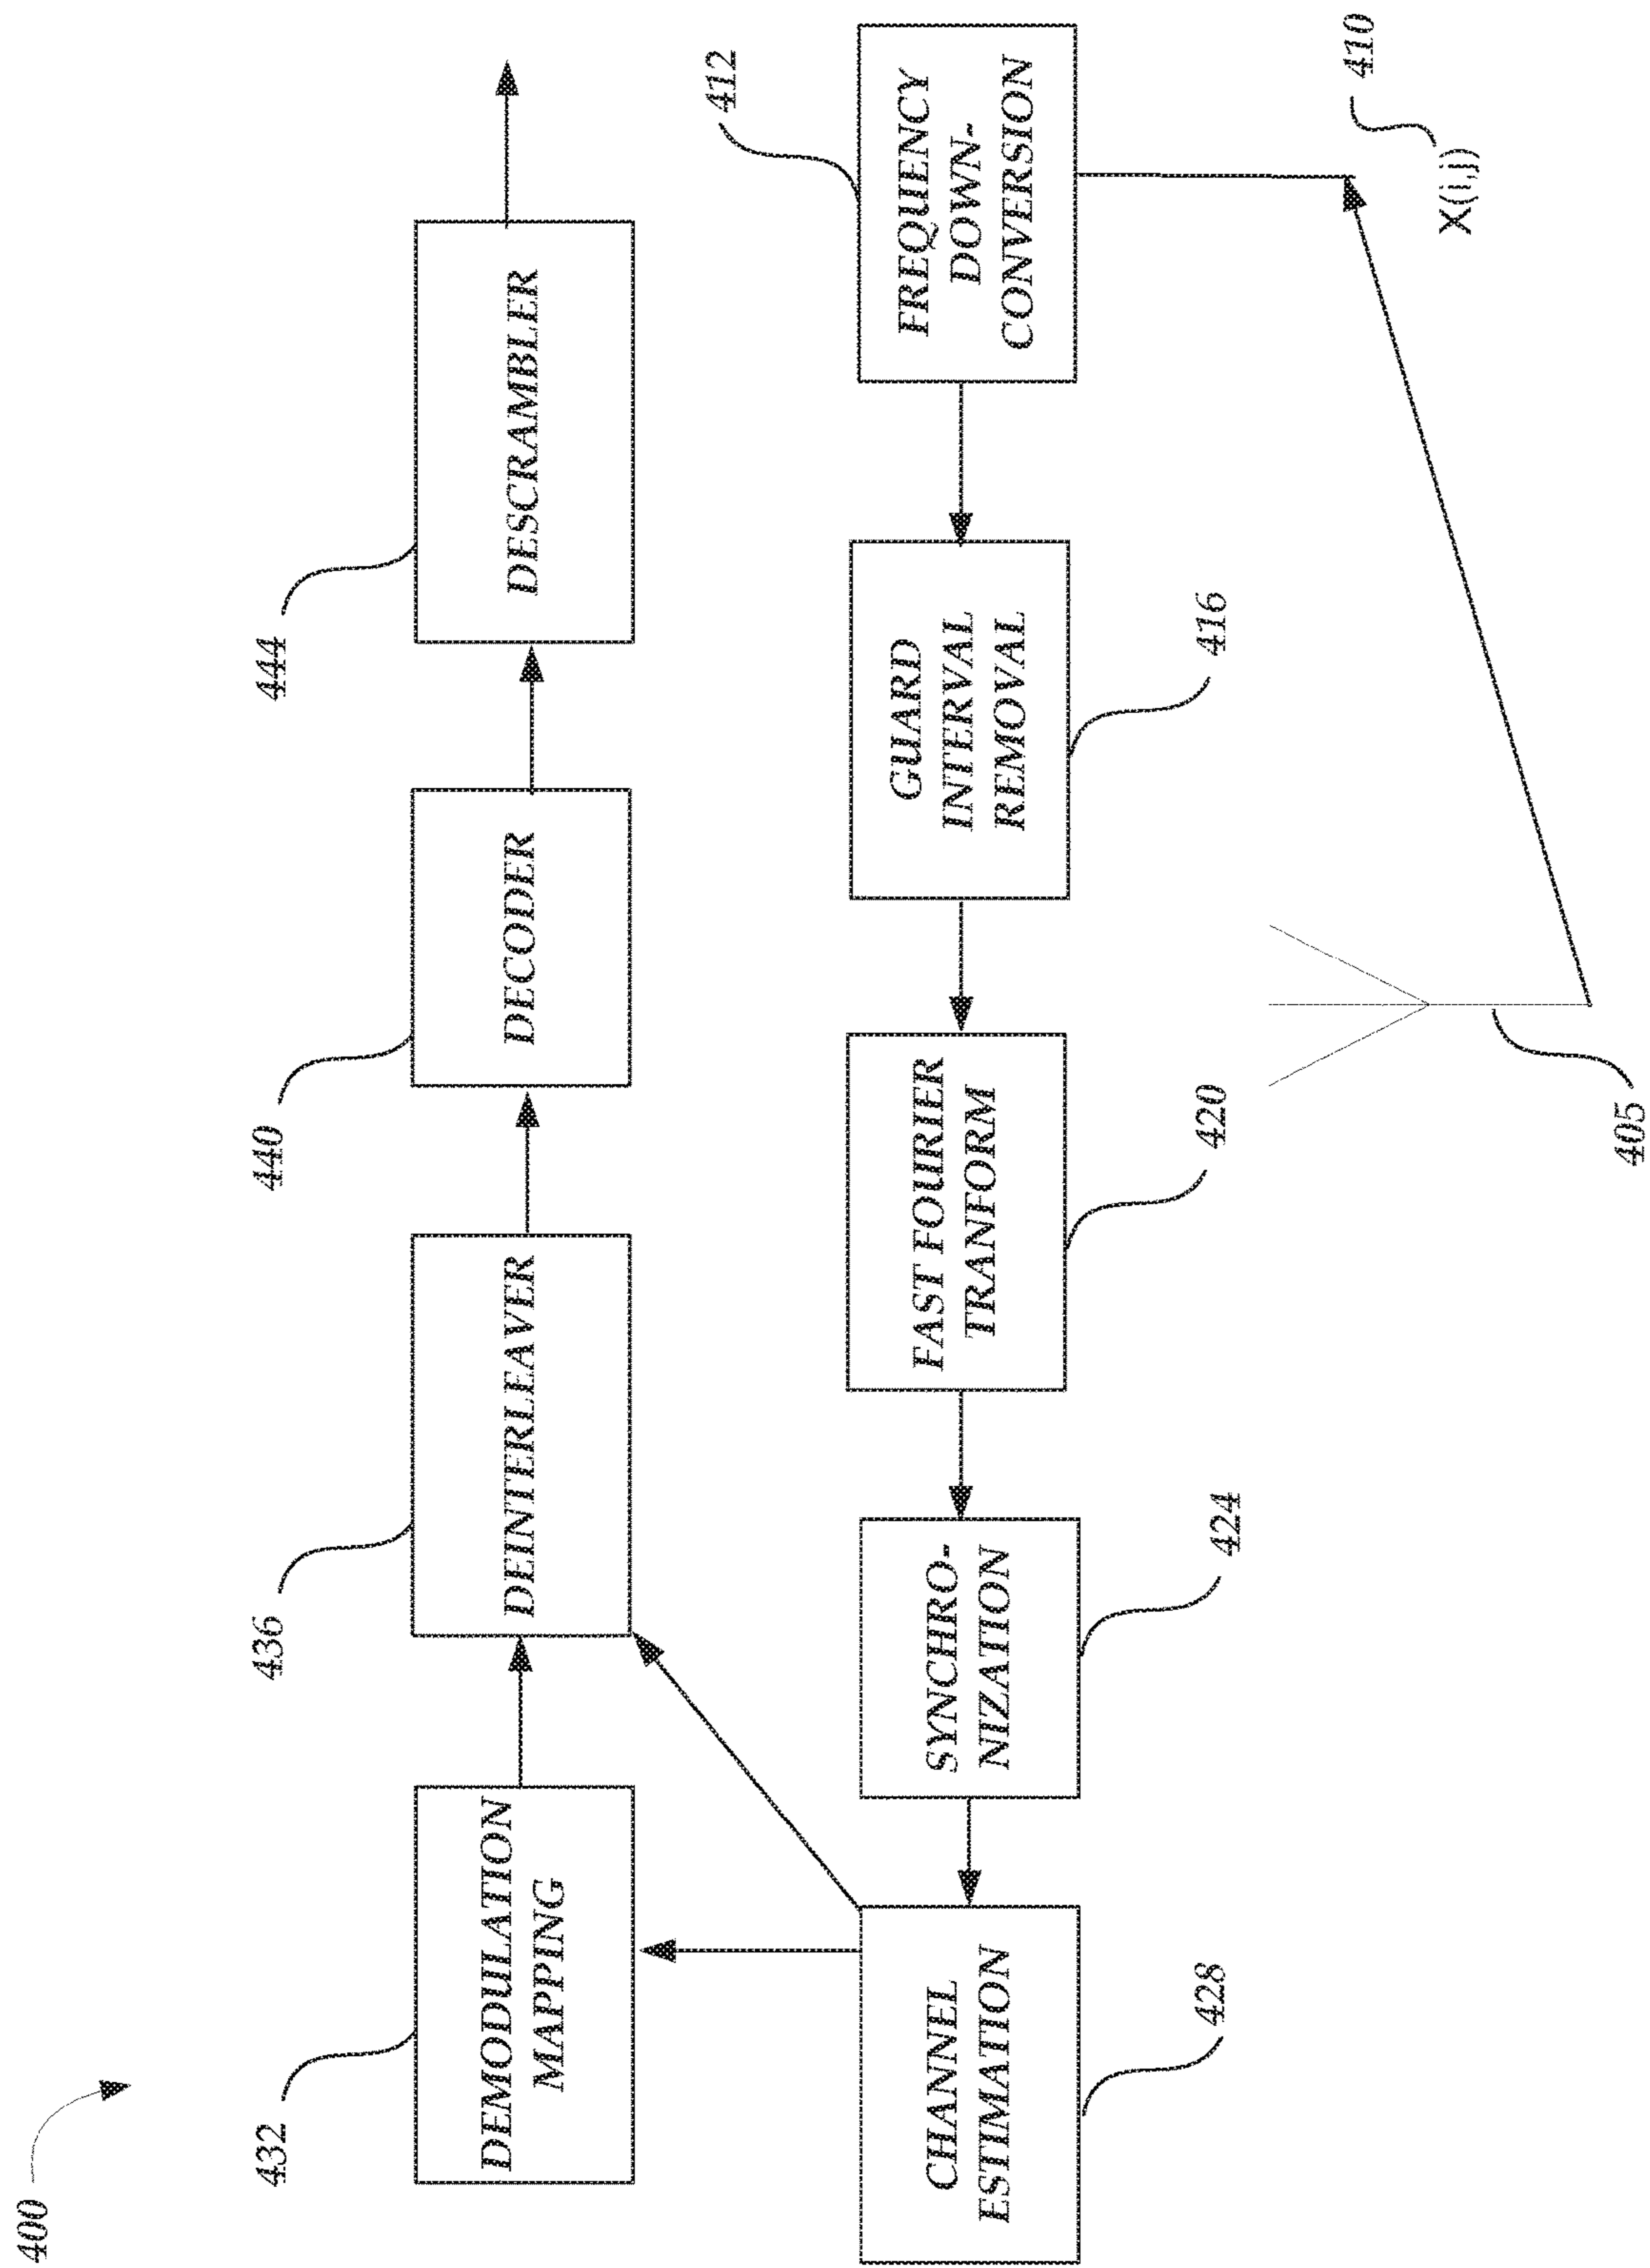 400
432
DEMODULATION
MAPPING
436
DEINTERLEAVER
440
DECODER
444
DESCRAMBLER
CHANNEL
ESTIMATION
428
SYNCHRO-
NIZATION
424
FAST FOURIER
TRANFORM
420
GUARD
INTERVAL
REMOVAL
416
412
FREQUENCY
DOWN-
CONVERSION
405
X(i,j)
410